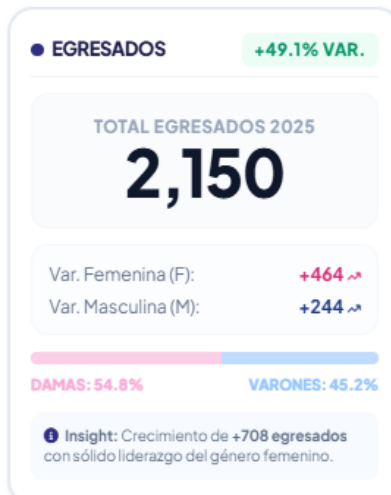 EGRESADOS
+49.1% VAR.
TOTAL EGRESADOS 2025
2,150
Var. Femenina (F): +464
Var. Masculina (M): +244
DAMAS: 54.8% VARONES: 45.2%
Insight: Crecimiento de +708 egresados
con sólido liderazgo del género femenino.